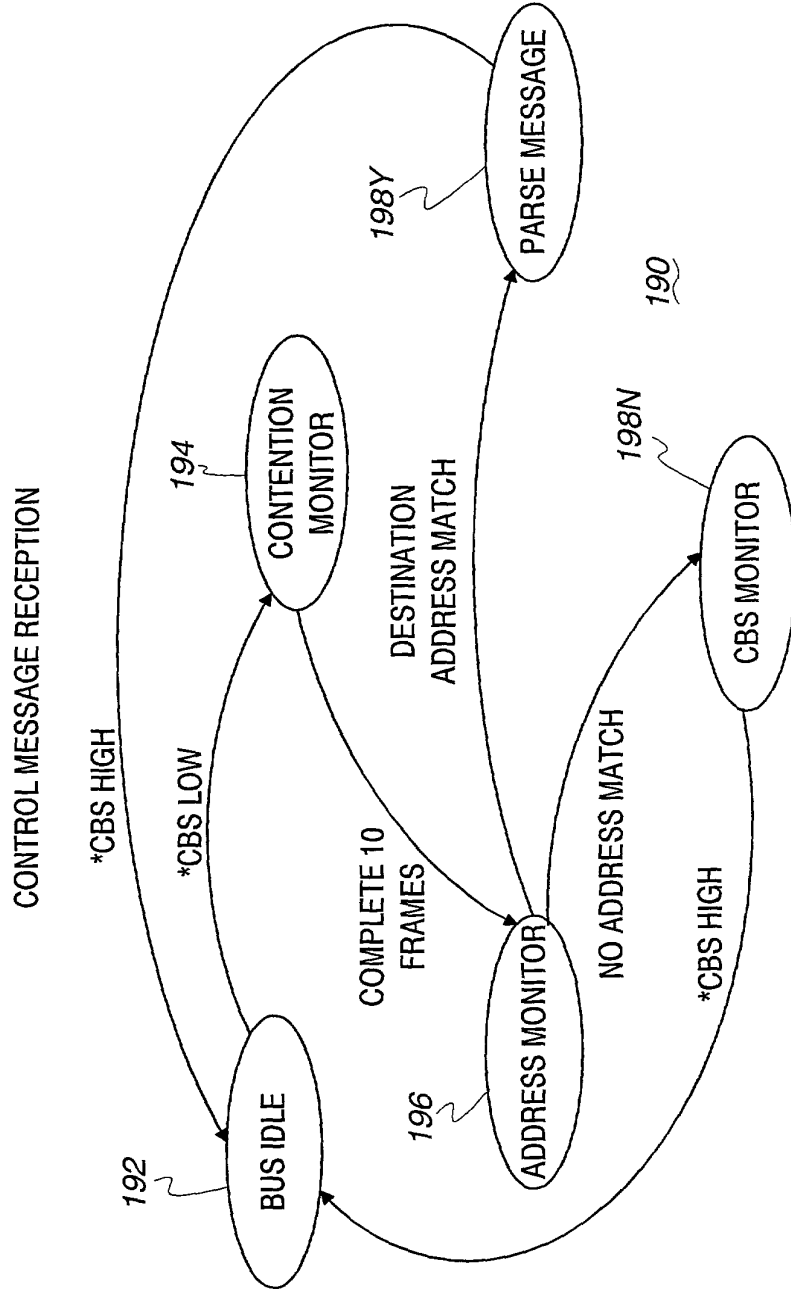 CONTROL MESSAGE RECEPTION
*CBS HIGH
*CBS LOW
192
BUS IDLE
194
CONTENTION
MONITOR
198Y
PARSE MESSAGE
COMPLETE 10
FRAMES
DESTINATION
ADDRESS MATCH
196
ADDRESS MONITOR
NO ADDRESS MATCH
198N
CBS MONITOR
*CBS HIGH
190